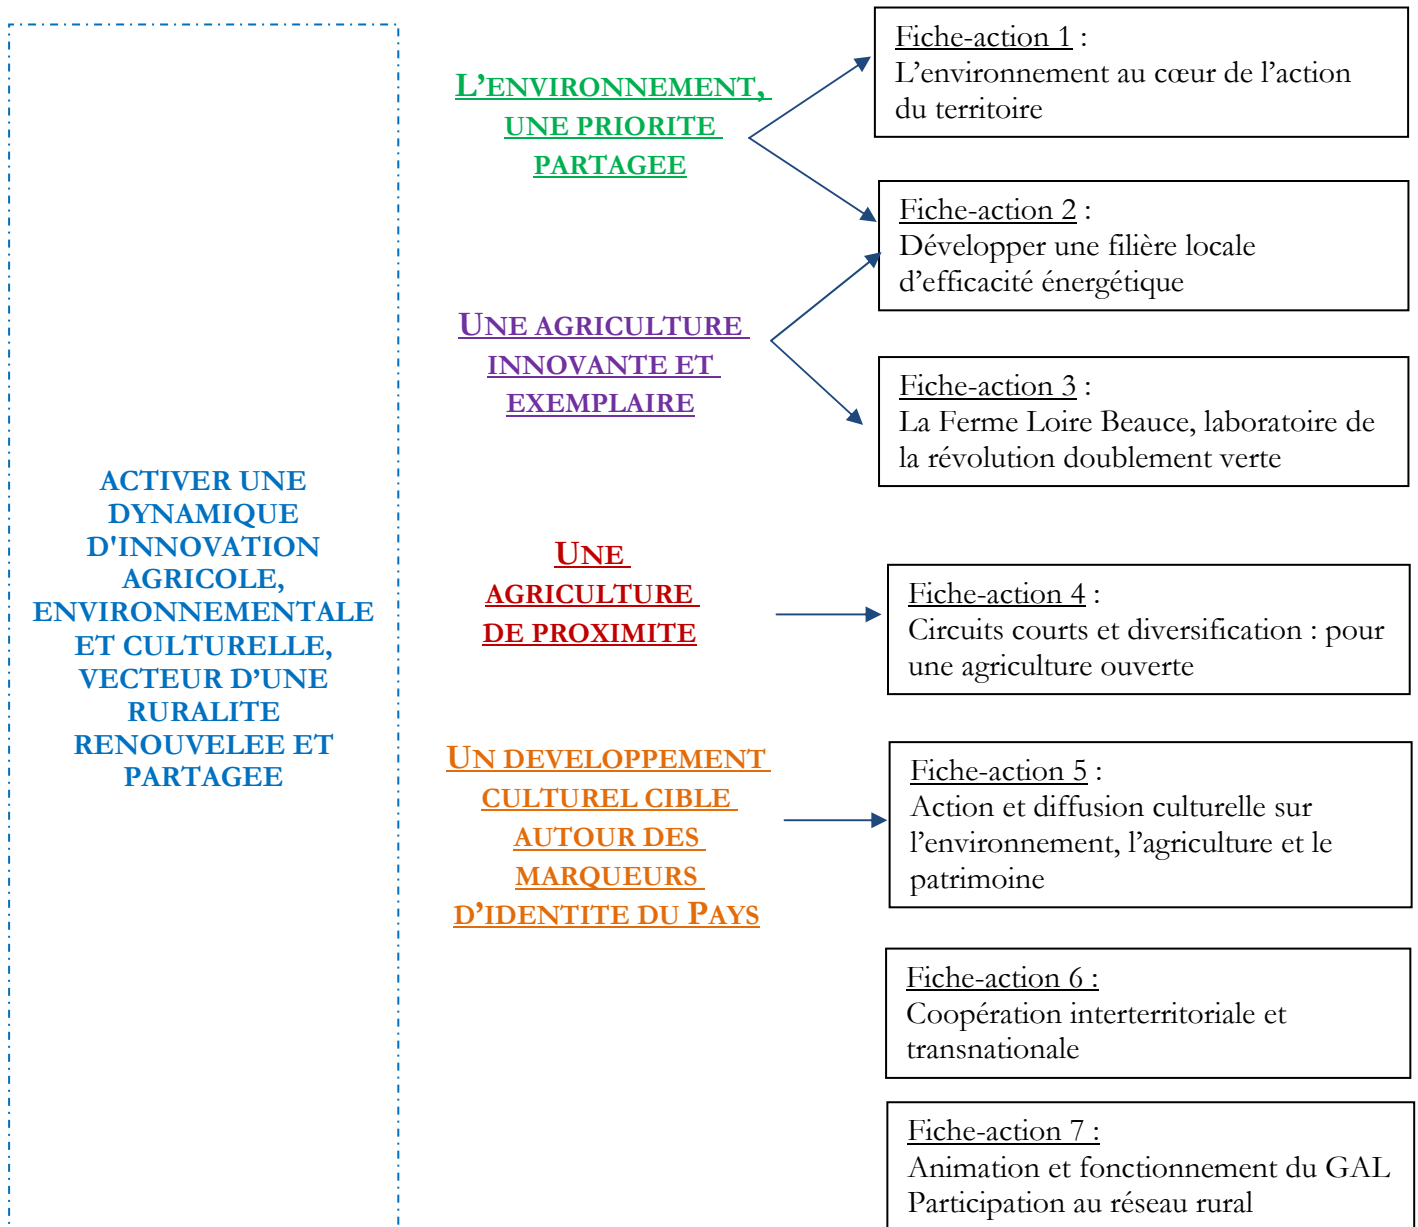 ACTIVER UNE
DYNAMIQUE
D'INNOVATION
AGRICOLE,
ENVIRONNEMENTALE
ET CULTURELLE,
VECTEUR D’UNE
RURALITE
RENOUVELEE ET
PARTAGEE
L’ENVIRONNEMENT,
UNE PRIORITE
PARTAGEE
UNE AGRICULTURE
INNOVANTE ET
EXEMPLAIRE
UNE
AGRICULTURE
DE PROXIMITE
UN DEVELOPPEMENT
CULTUREL CIBLE
AUTOUR DES
MARQUEURS
D’IDENTITE DU PAYS
Fiche-action 1 :
L’environnement au cœur de l’action
du territoire
Fiche-action 2 :
Développer une filière locale
d’efficacité énergétique
Fiche-action 3 :
La Ferme Loire Beauce, laboratoire de
la révolution doublement verte
Fiche-action 4 :
Circuits courts et diversification : pour
une agriculture ouverte
Fiche-action 5 :
Action et diffusion culturelle sur
l’environnement, l’agriculture et le
patrimoine
Fiche-action 6 :
Coopération interterritoriale et
transnationale
Fiche-action 7 :
Animation et fonctionnement du GAL
Participation au réseau rural